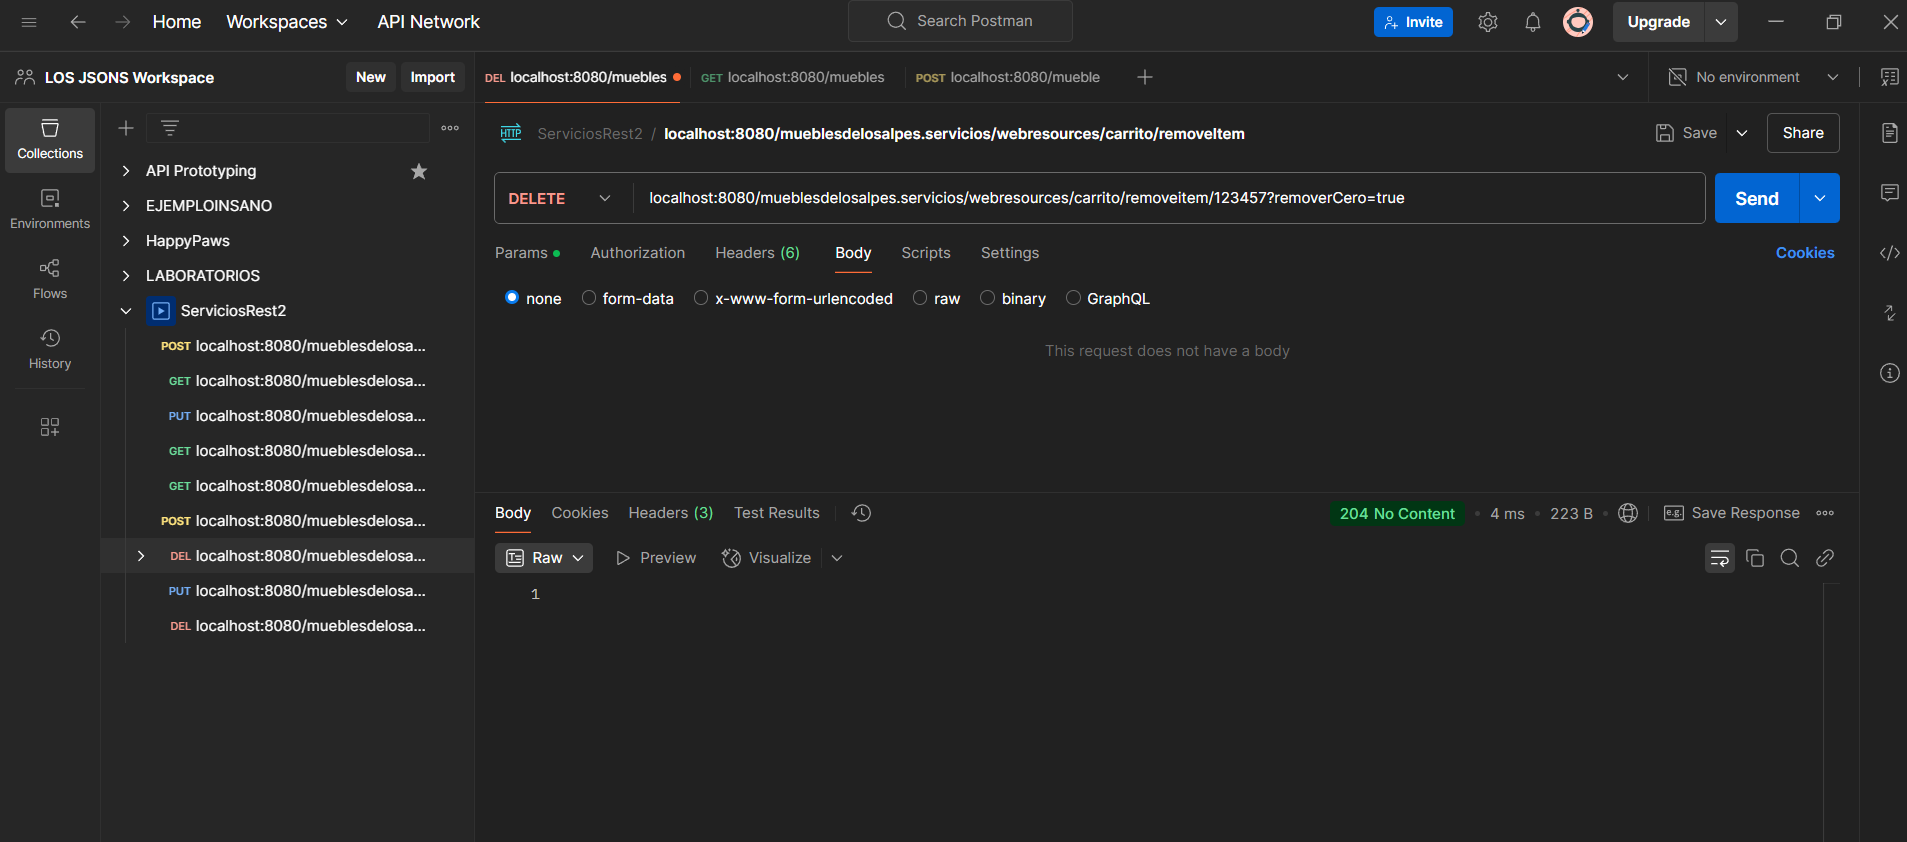 Home Workspaces API Network Search Postman Invite Upgrade
LOS JSONS Workspace New Import DEL localhost:8080/muebles GET localhost:8080/muebles POST localhost:8080/mueble No environment
Collections
Environments
Flows
History
API Prototyping
EJEMPLOINSANO
HappyPaws
LABORATORIOS
ServiciosRest2
POST localhost:8080/mueblesdelosa...
GET localhost:8080/mueblesdelosa...
PUT localhost:8080/mueblesdelosa...
GET localhost:8080/mueblesdelosa...
GET localhost:8080/mueblesdelosa...
POST localhost:8080/mueblesdelosa...
DEL localhost:8080/mueblesdelosa...
PUT localhost:8080/mueblesdelosa...
DEL localhost:8080/mueblesdelosa...
HTTP ServiciosRest2 / localhost:8080/mueblesdelosalpes.servicios/webresources/carrito/removeItem Save Share
DELETE localhost:8080/mueblesdelosalpes.servicios/webresources/carrito/removeitem/123457?removerCero=true Send
Params Authorization Headers (6) Body Scripts Settings Cookies
none form-data x-www-form-urlencoded raw binary GraphQL
This request does not have a body
Body Cookies Headers (3) Test Results 204 No Content 4 ms 223 B e.g. Save Response
Raw Preview Visualize
1